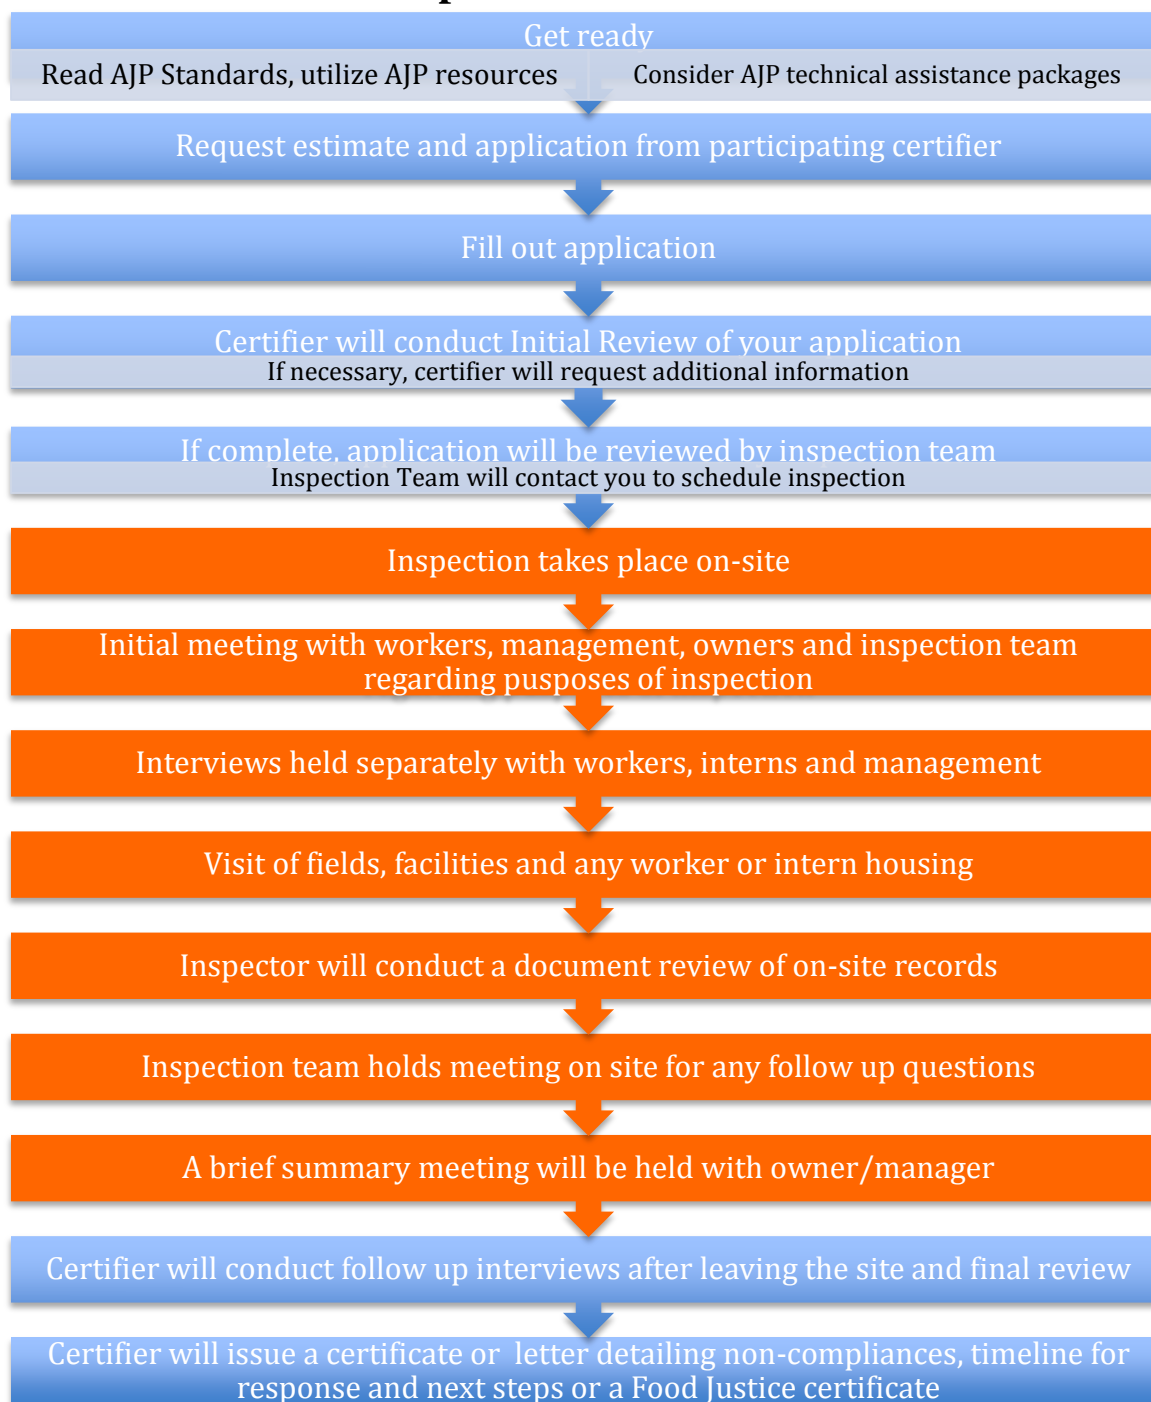 Get ready
Read AJP Standards, utilize AJP resources
Consider AJP technical assistance packages
Request estimate and application from participating certifier
Fill out application
Certifier will conduct Initial Review of your application
If necessary, certifier will request additional information
If complete, application will be reviewed by inspection team
Inspection Team will contact you to schedule inspection
Inspection takes place on-site
Initial meeting with workers, management, owners and inspection team
regarding pusposes of inspection
Interviews held separately with workers, interns and management
Visit of fields, facilities and any worker or intern housing
Inspector will conduct a document review of on-site records
Inspection team holds meeting on site for any follow up questions
A brief summary meeting will be held with owner/manager
Certifier will conduct follow up interviews after leaving the site and final review
Certifier will issue a certificate or letter detailing non-compliances, timeline for
response and next steps or a Food Justice certificate